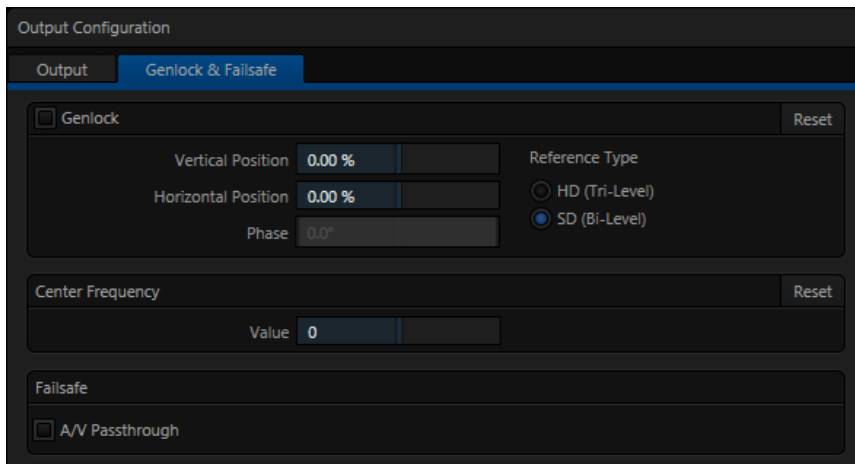 Output Configuration
Output Genlock & Failsafe
Genlock Reset
Vertical Position 0.00 % Reference Type
Horizontal Position 0.00 % HD (Tri-Level)
Phase 0.0° SD (Bi-Level)
Center Frequency Reset
Value 0
Failsafe
A/V Passthrough